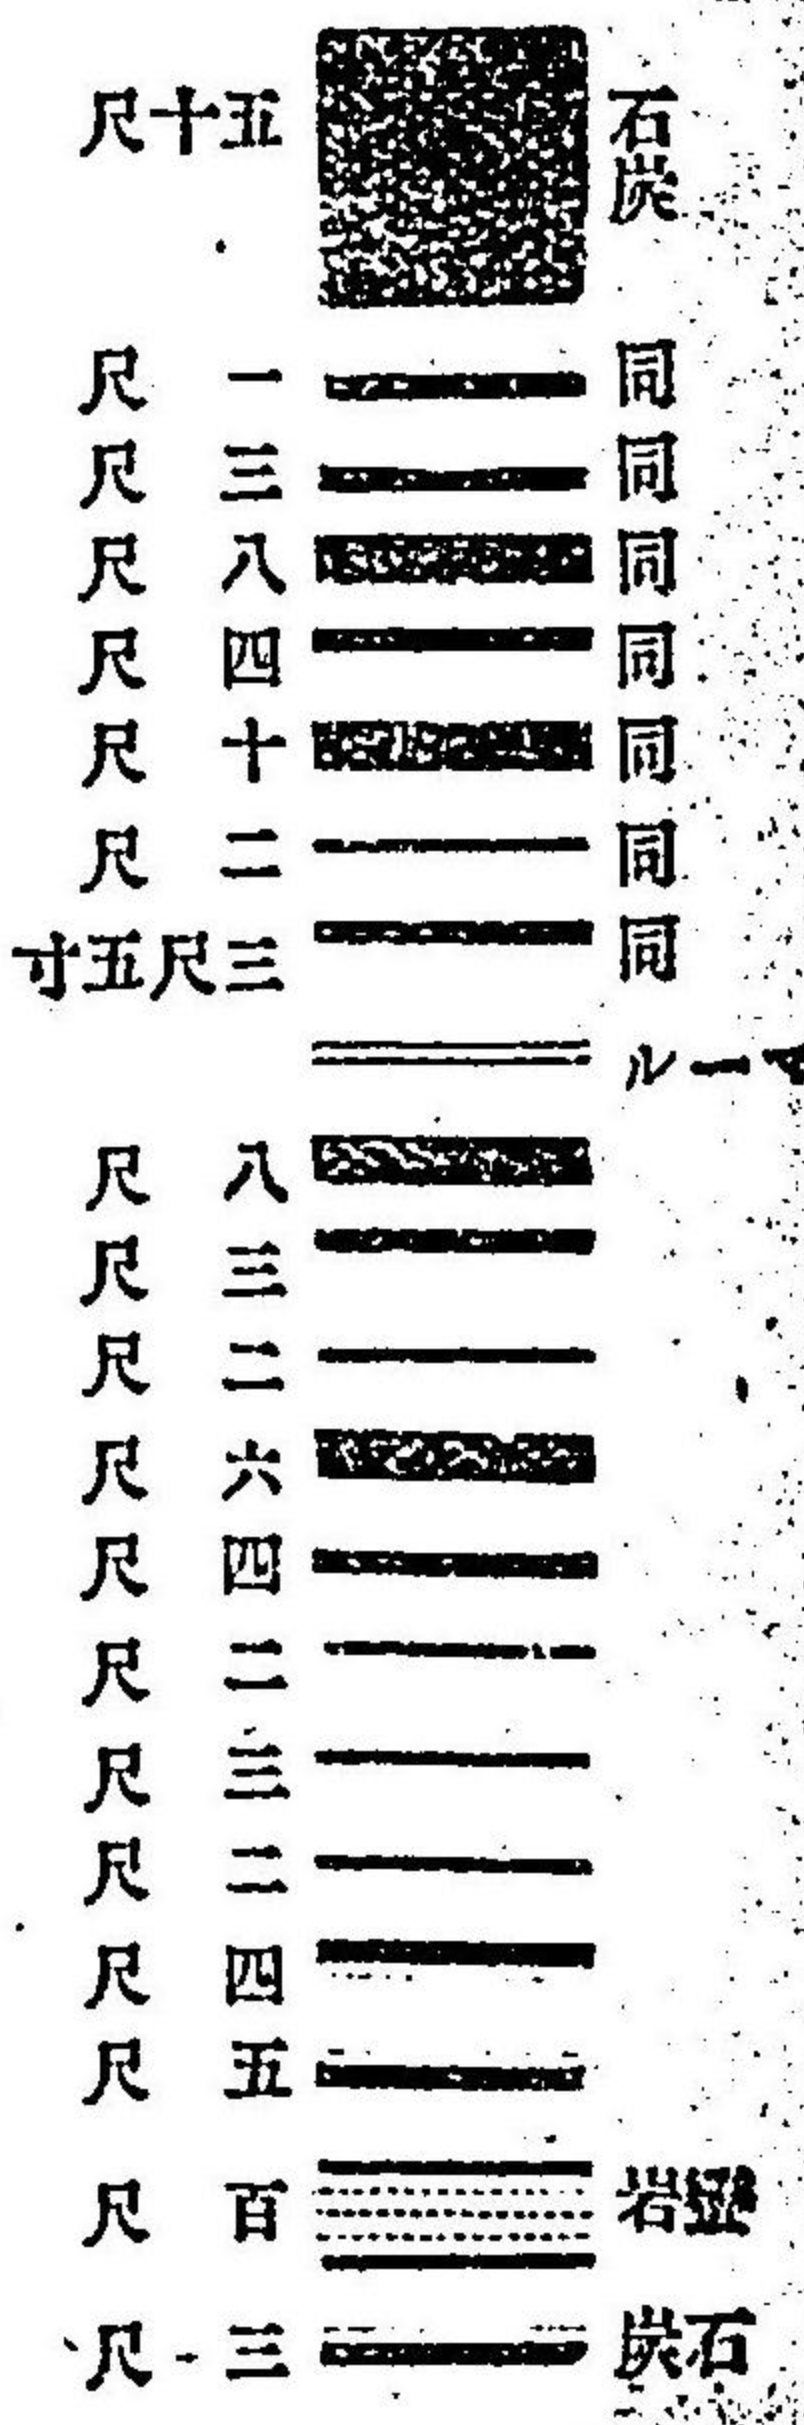 石炭 五十尺
同 一尺
同 三尺
同 八尺
同 四尺
同 十尺
同 二尺
同 三尺五寸
ール
八尺
三尺
二尺
六尺
四尺
二尺
三尺
二尺
四尺
五尺
岩 百尺
石炭 三尺